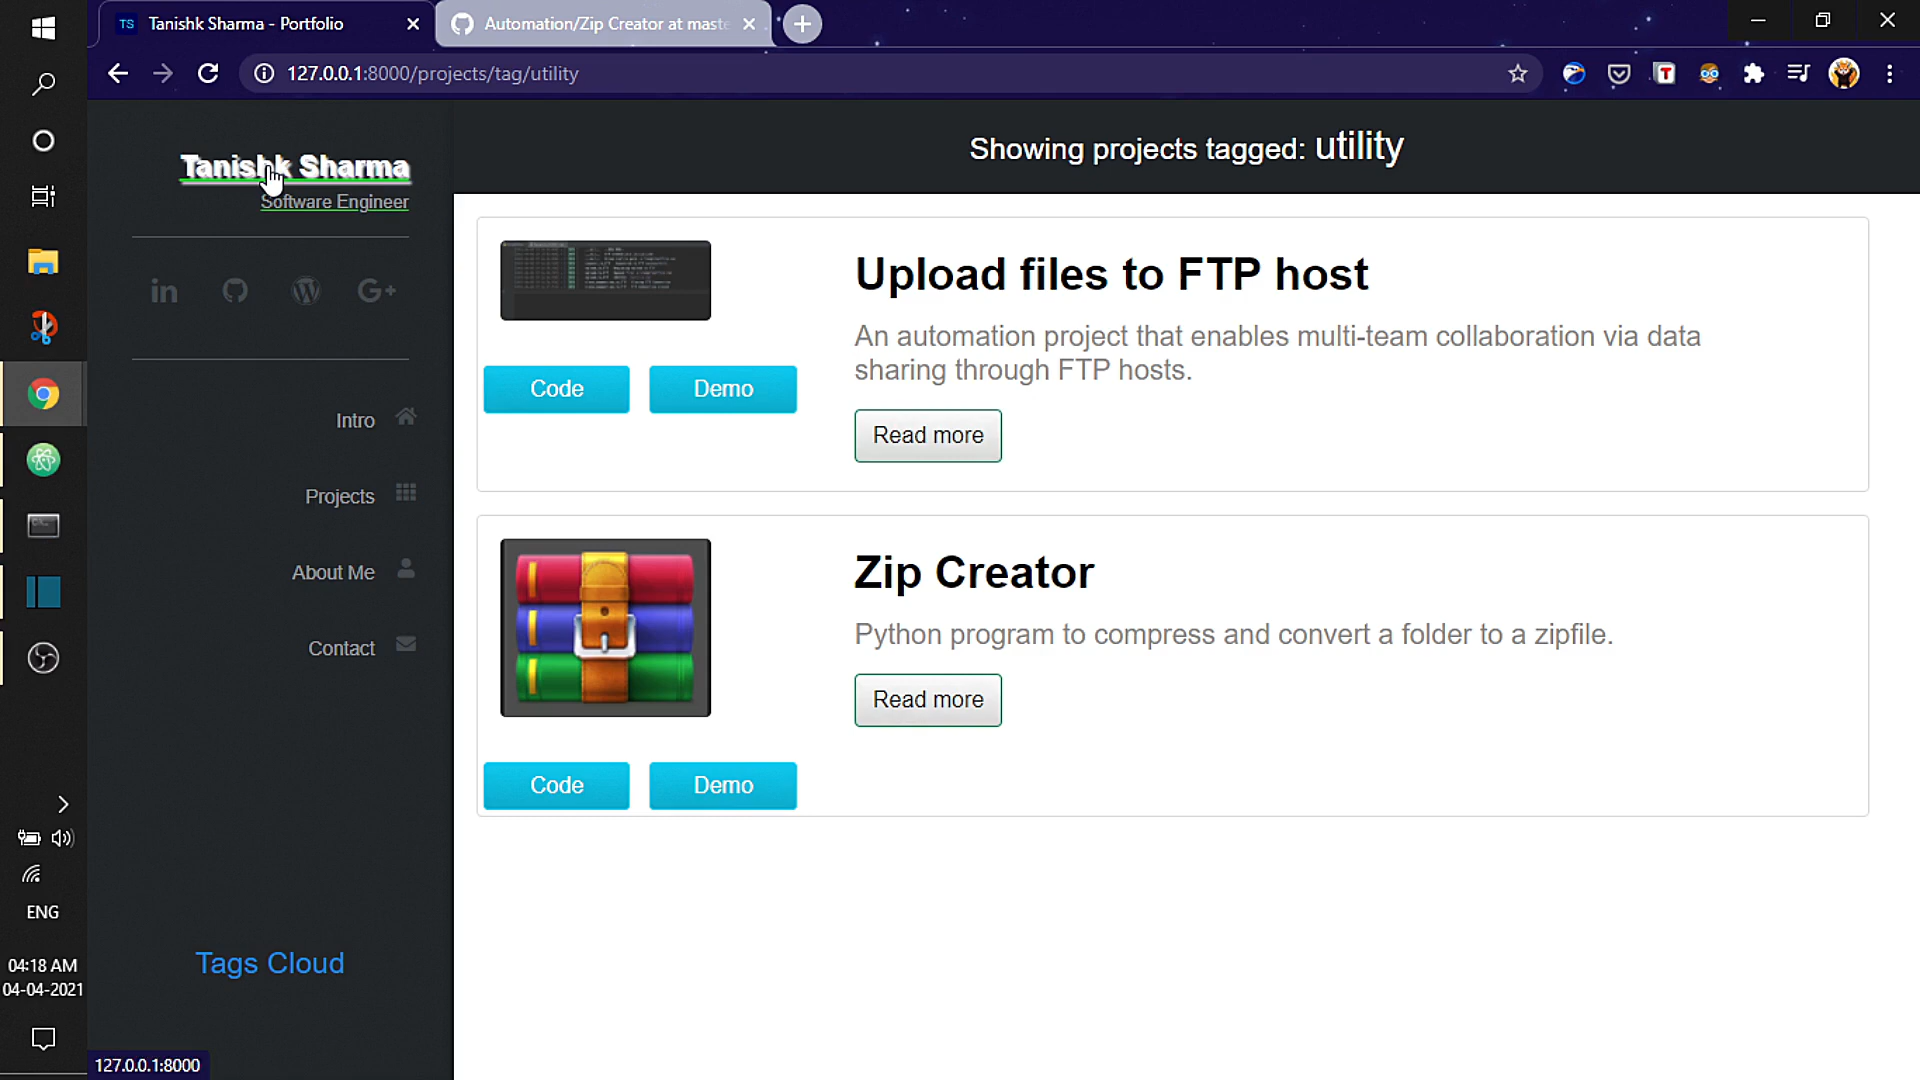 TS Tanishk Sharma - Portfolio
Automation/Zip Creator at maste
127.0.0.1:8000/projects/tag/utility
Tanishk Sharma
Software Engineer
Intro
Projects
About Me
Contact
Tags Cloud
Showing projects tagged: utility
Upload files to FTP host
An automation project that enables multi-team collaboration via data
sharing through FTP hosts.
Code
Demo
Read more
Zip Creator
Python program to compress and convert a folder to a zipfile.
Read more
Code
Demo
ENG
04:18 AM
04-04-2021
127.0.0.1:8000